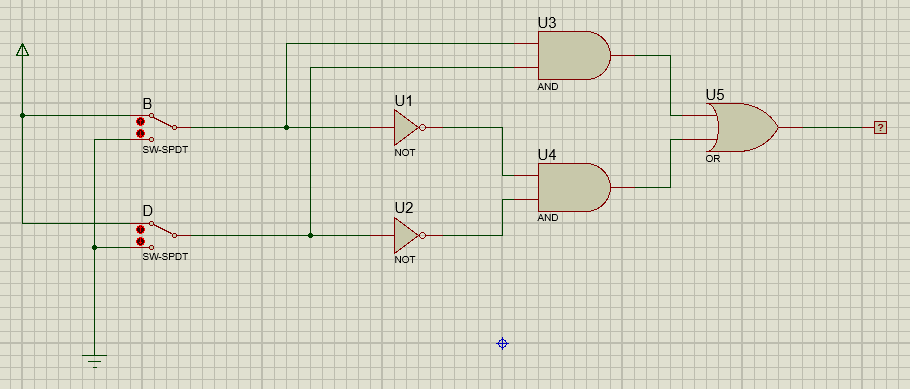 U3
AND
B
SW-SPDT
U1
NOT
U5
OR
?
U4
AND
D
SW-SPDT
U2
NOT